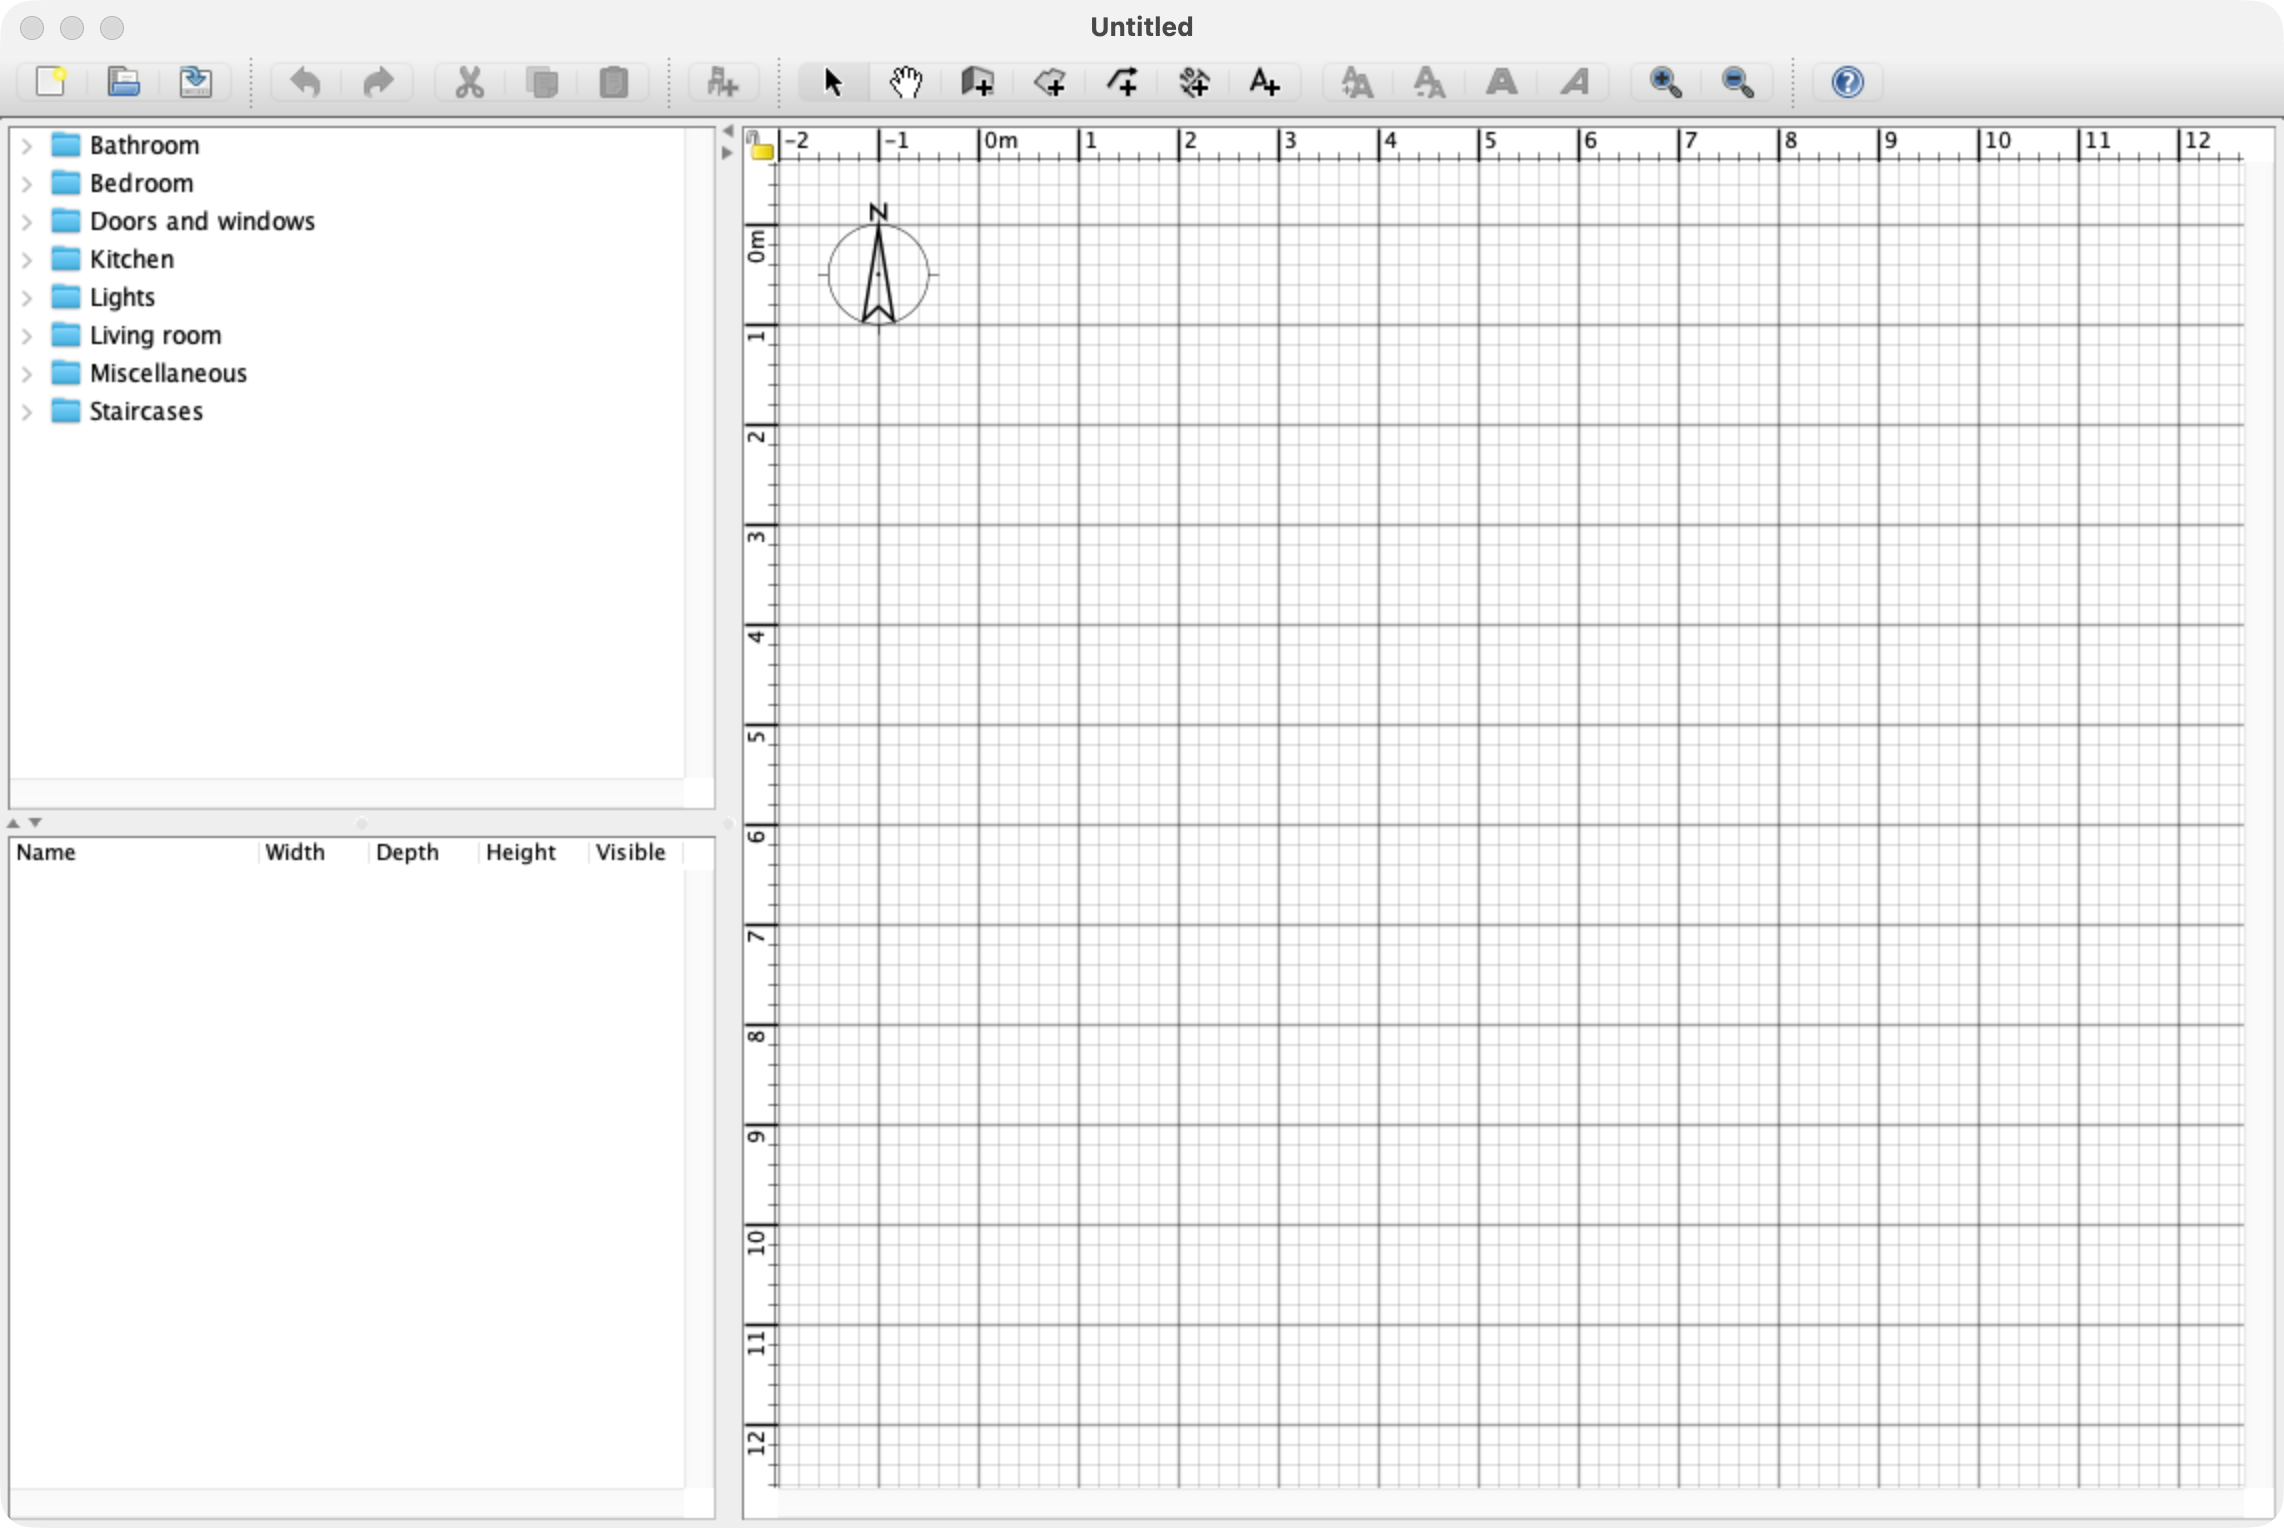 Untitled
Bathroom
Bedroom
Doors and windows
Kitchen
Lights
Living room
Miscellaneous
Staircases
Name Width Depth Height Visible
-2 -1 0m 1 2 3 4 5 6 7 8 9 10 11 12
N
0m
1
2
3
4
5
6
7
8
9
10
11
12